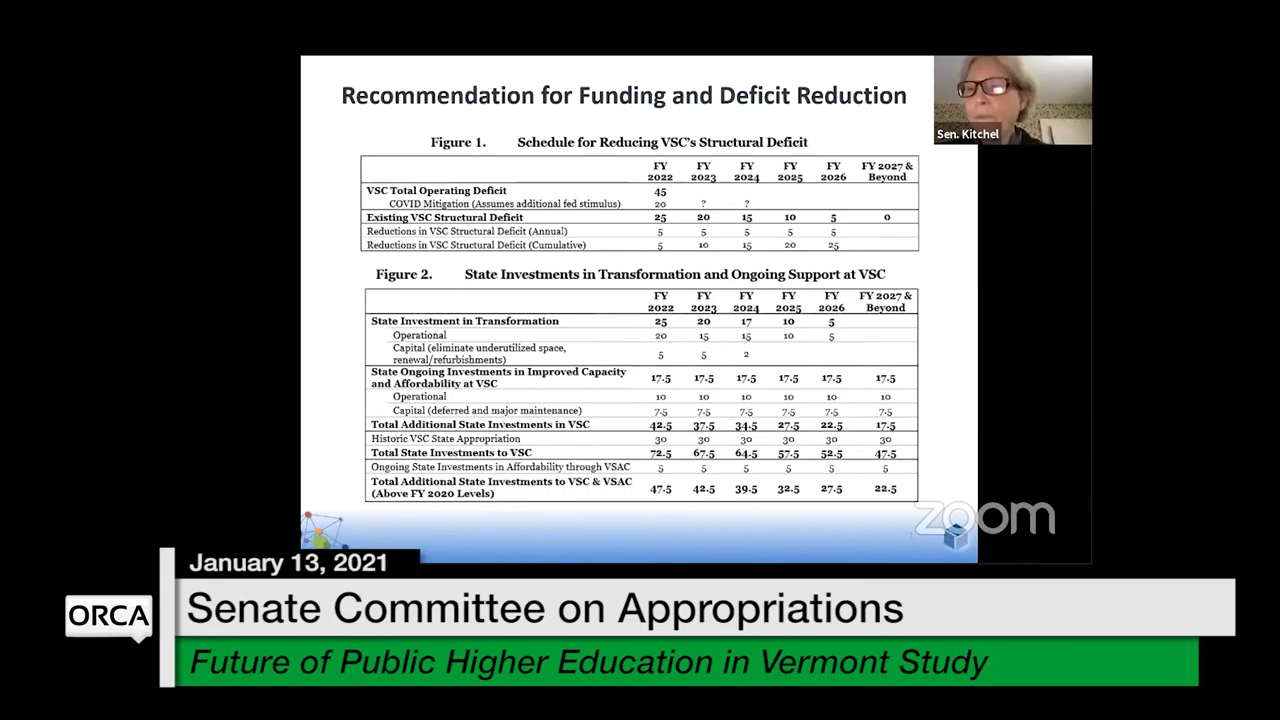 Recommendation for Funding and Deficit Reduction
Sen. Kitchel
Figure 1. Schedule for Reducing VSC's Structural Deficit
FY 2022 FY 2023 FY 2024 FY 2025 FY 2026 FY 2027 & Beyond
VSC Total Operating Deficit 45
COVID Mitigation (Assumes additional fed stimulus) 20 ? ?
Existing VSC Structural Deficit 25 20 15 10 5 0
Reductions in VSC Structural Deficit (Annual) 5 5 5 5 5
Reductions in VSC Structural Deficit (Cumulative) 5 10 15 20 25
Figure 2. State Investments in Transformation and Ongoing Support at VSC
FY 2022 FY 2023 FY 2024 FY 2025 FY 2026 FY 2027 & Beyond
State Investment in Transformation 25 20 17 10 5
Operational 20 15 15 10 5
Capital (eliminate underutilized space, renewal/refurbishments) 5 5 2
State Ongoing Investments in Improved Capacity and Affordability at VSC 17.5 17.5 17.5 17.5 17.5 17.5
Operational 10 10 10 10 10 10
Capital (deferred and major maintenance) 7.5 7.5 7.5 7.5 7.5 7.5
Total Additional State Investments in VSC 42.5 37.5 34.5 27.5 22.5 17.5
Historic VSC State Appropriation 30 30 30 30 30 30
Total State Investments to VSC 72.5 67.5 64.5 57.5 52.5 47.5
Ongoing State Investments in Affordability through VSAC 5 5 5 5 5 5
Total Additional State Investments to VSC & VSAC (Above FY 2020 Levels) 47.5 42.5 39.5 32.5 27.5 22.5
zoom
January 13, 2021
ORCA
Senate Committee on Appropriations
Future of Public Higher Education in Vermont Study